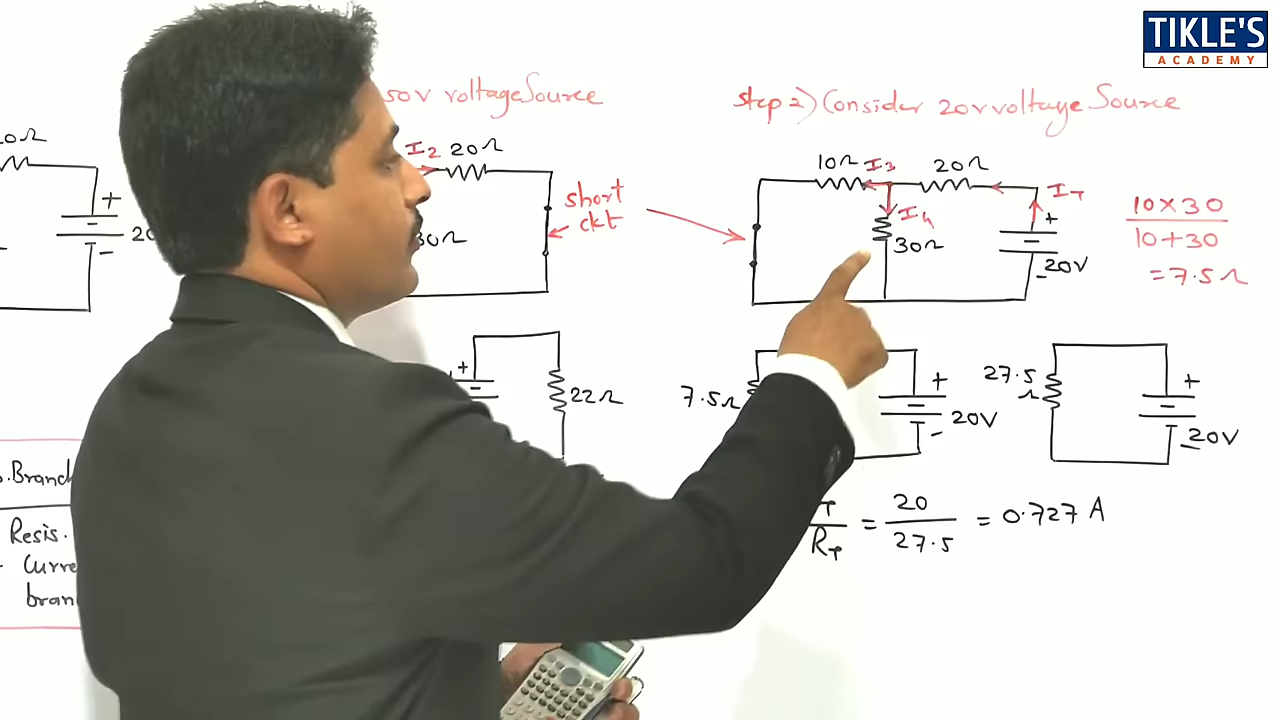 TIKLE'S
ACADEMY
50V voltage Source
step 2) Consider 20V voltage Source
I2 20Ω
short
ckt
30Ω
10Ω I3 20Ω
IT
I4
30Ω
+
20V
-
10×30
10+30
=7.5Ω
+
-
+
22Ω
7.5Ω
+
20V
-
27.5
Ω
+
20V
-
Branch
Resis.
RT
= 20
27.5
= 0.727 A